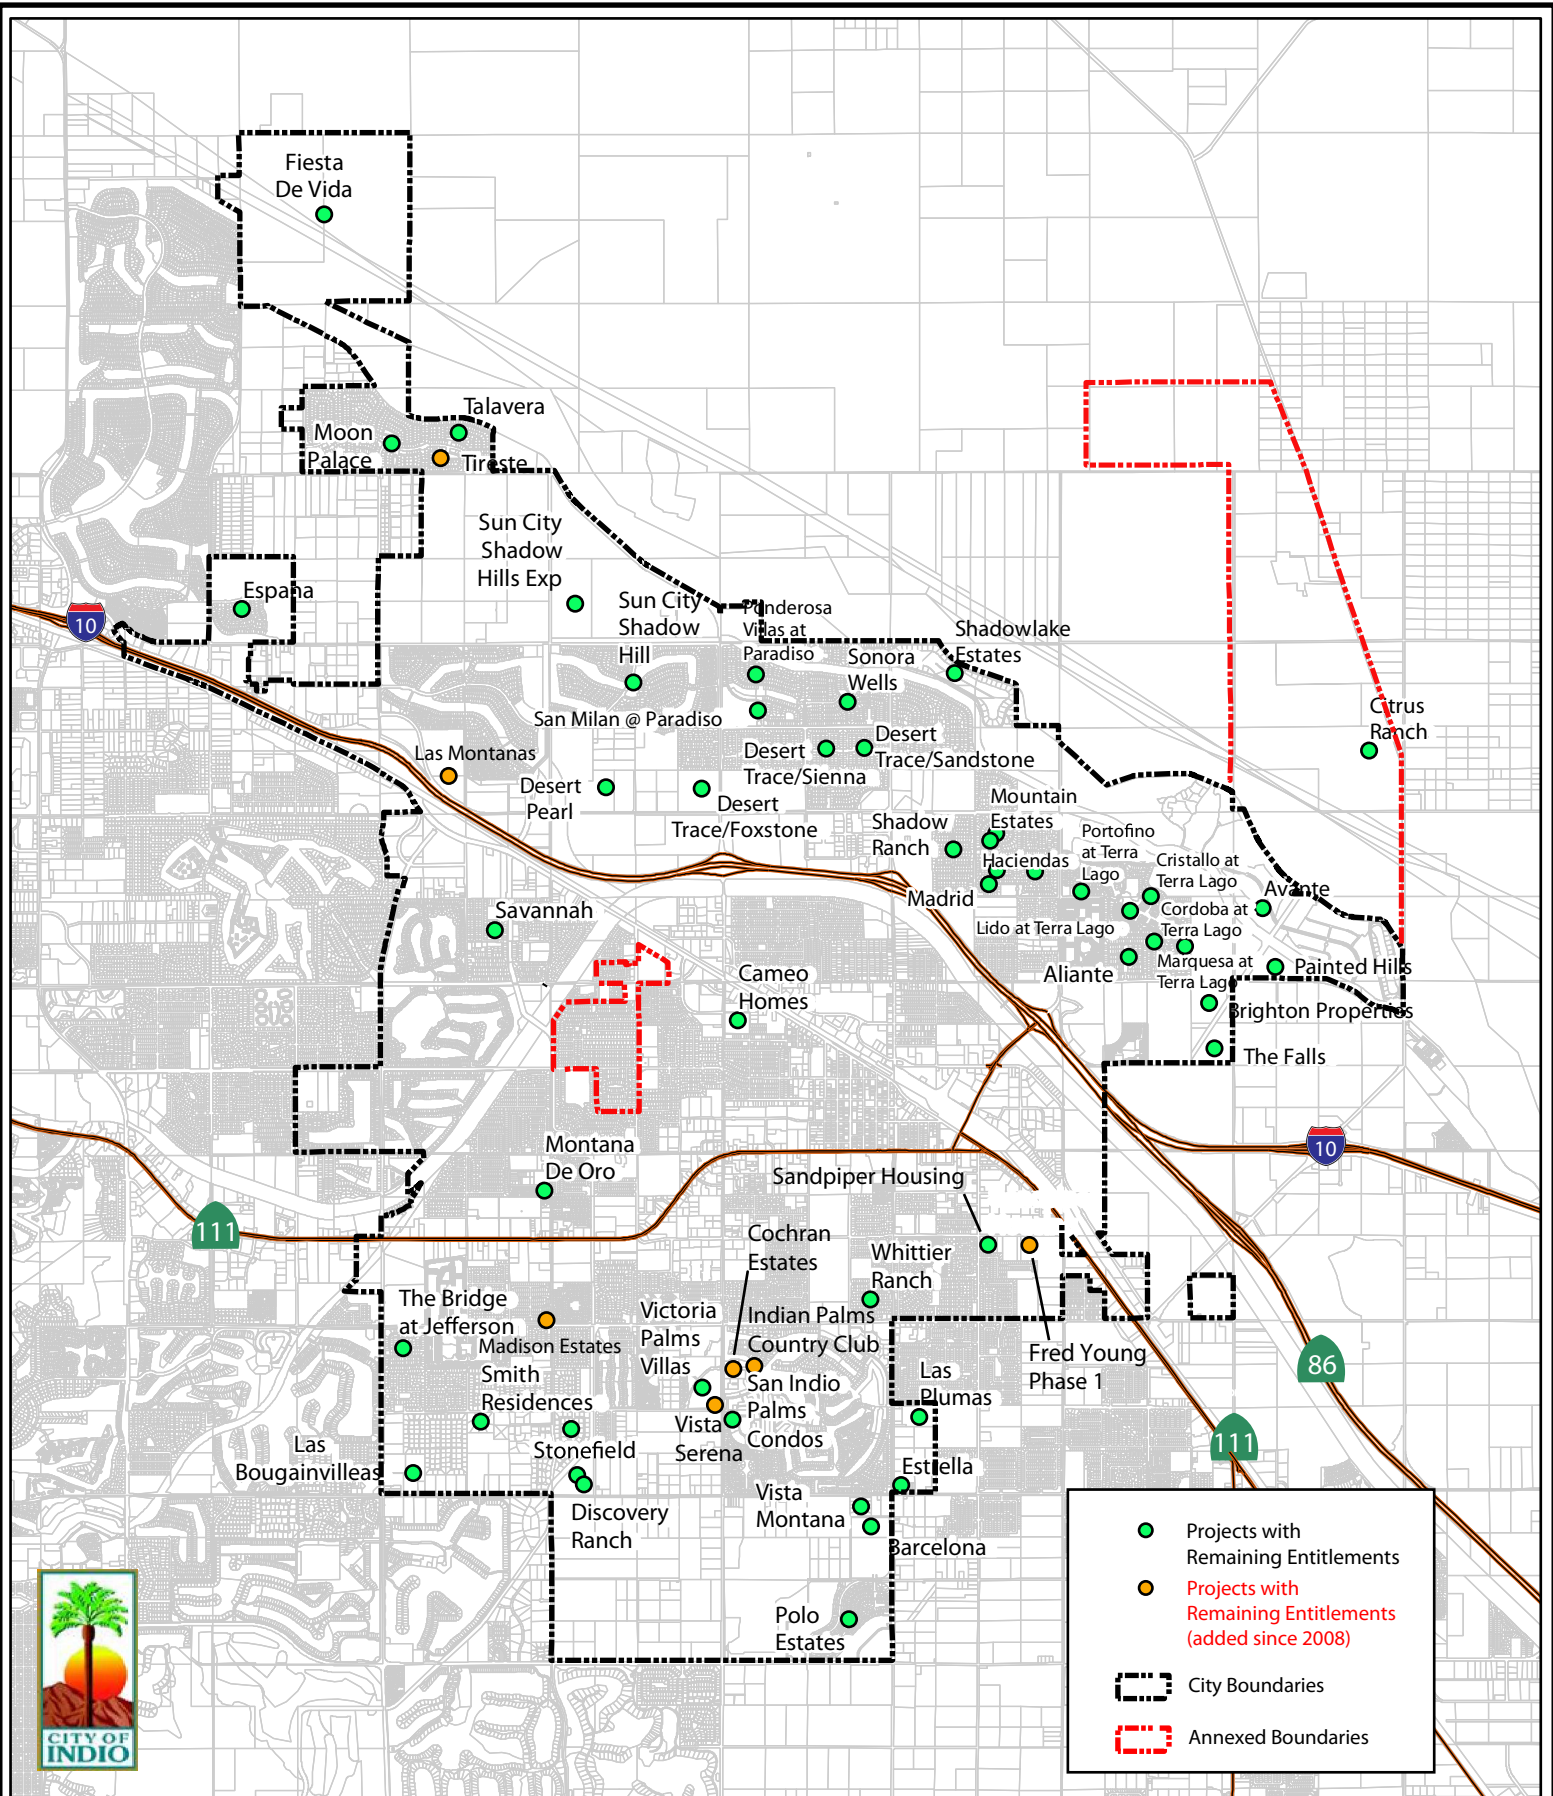 Fiesta
De Vida
Talavera
Moon
Palace
Tireste
Sun City
Shadow
Hills Exp
Espana
10
Sun City
Shadow
Hill
Ponderosa
Villas at
Paradiso
Shadowlake
Estates
Sonora
Wells
San Milan @ Paradiso
Citrus
Ranch
Las Montanas
Desert
Trace/Sienna
Desert
Trace/Sandstone
Desert
Pearl
Desert
Trace/Foxstone
Mountain
Estates
Shadow
Ranch
Portofino
at Terra
Lago
Haciendas
Cristallo at
Terra Lago
Madrid
Avante
Savannah
Cordoba at
Terra Lago
Lido at Terra Lago
Aliante
Marquesa at
Terra Lago
Painted Hills
Cameo
Homes
Brighton Properties
The Falls
10
Montana
De Oro
Sandpiper Housing
111
Cochran
Estates
Whittier
Ranch
The Bridge
at Jefferson
Victoria
Palms
Villas
Indian Palms
Country Club
Madison Estates
Fred Young
Phase 1
86
Smith
Residences
San Indio
Palms
Condos
Las
Plumas
Vista
Serena
111
Las
Bougainvilleas
Stonefield
Estrella
Vista
Montana
Discovery
Ranch
Barcelona
Polo
Estates
Projects with
Remaining Entitlements
Projects with
Remaining Entitlements
(added since 2008)
City Boundaries
Annexed Boundaries
CITY OF
INDIO